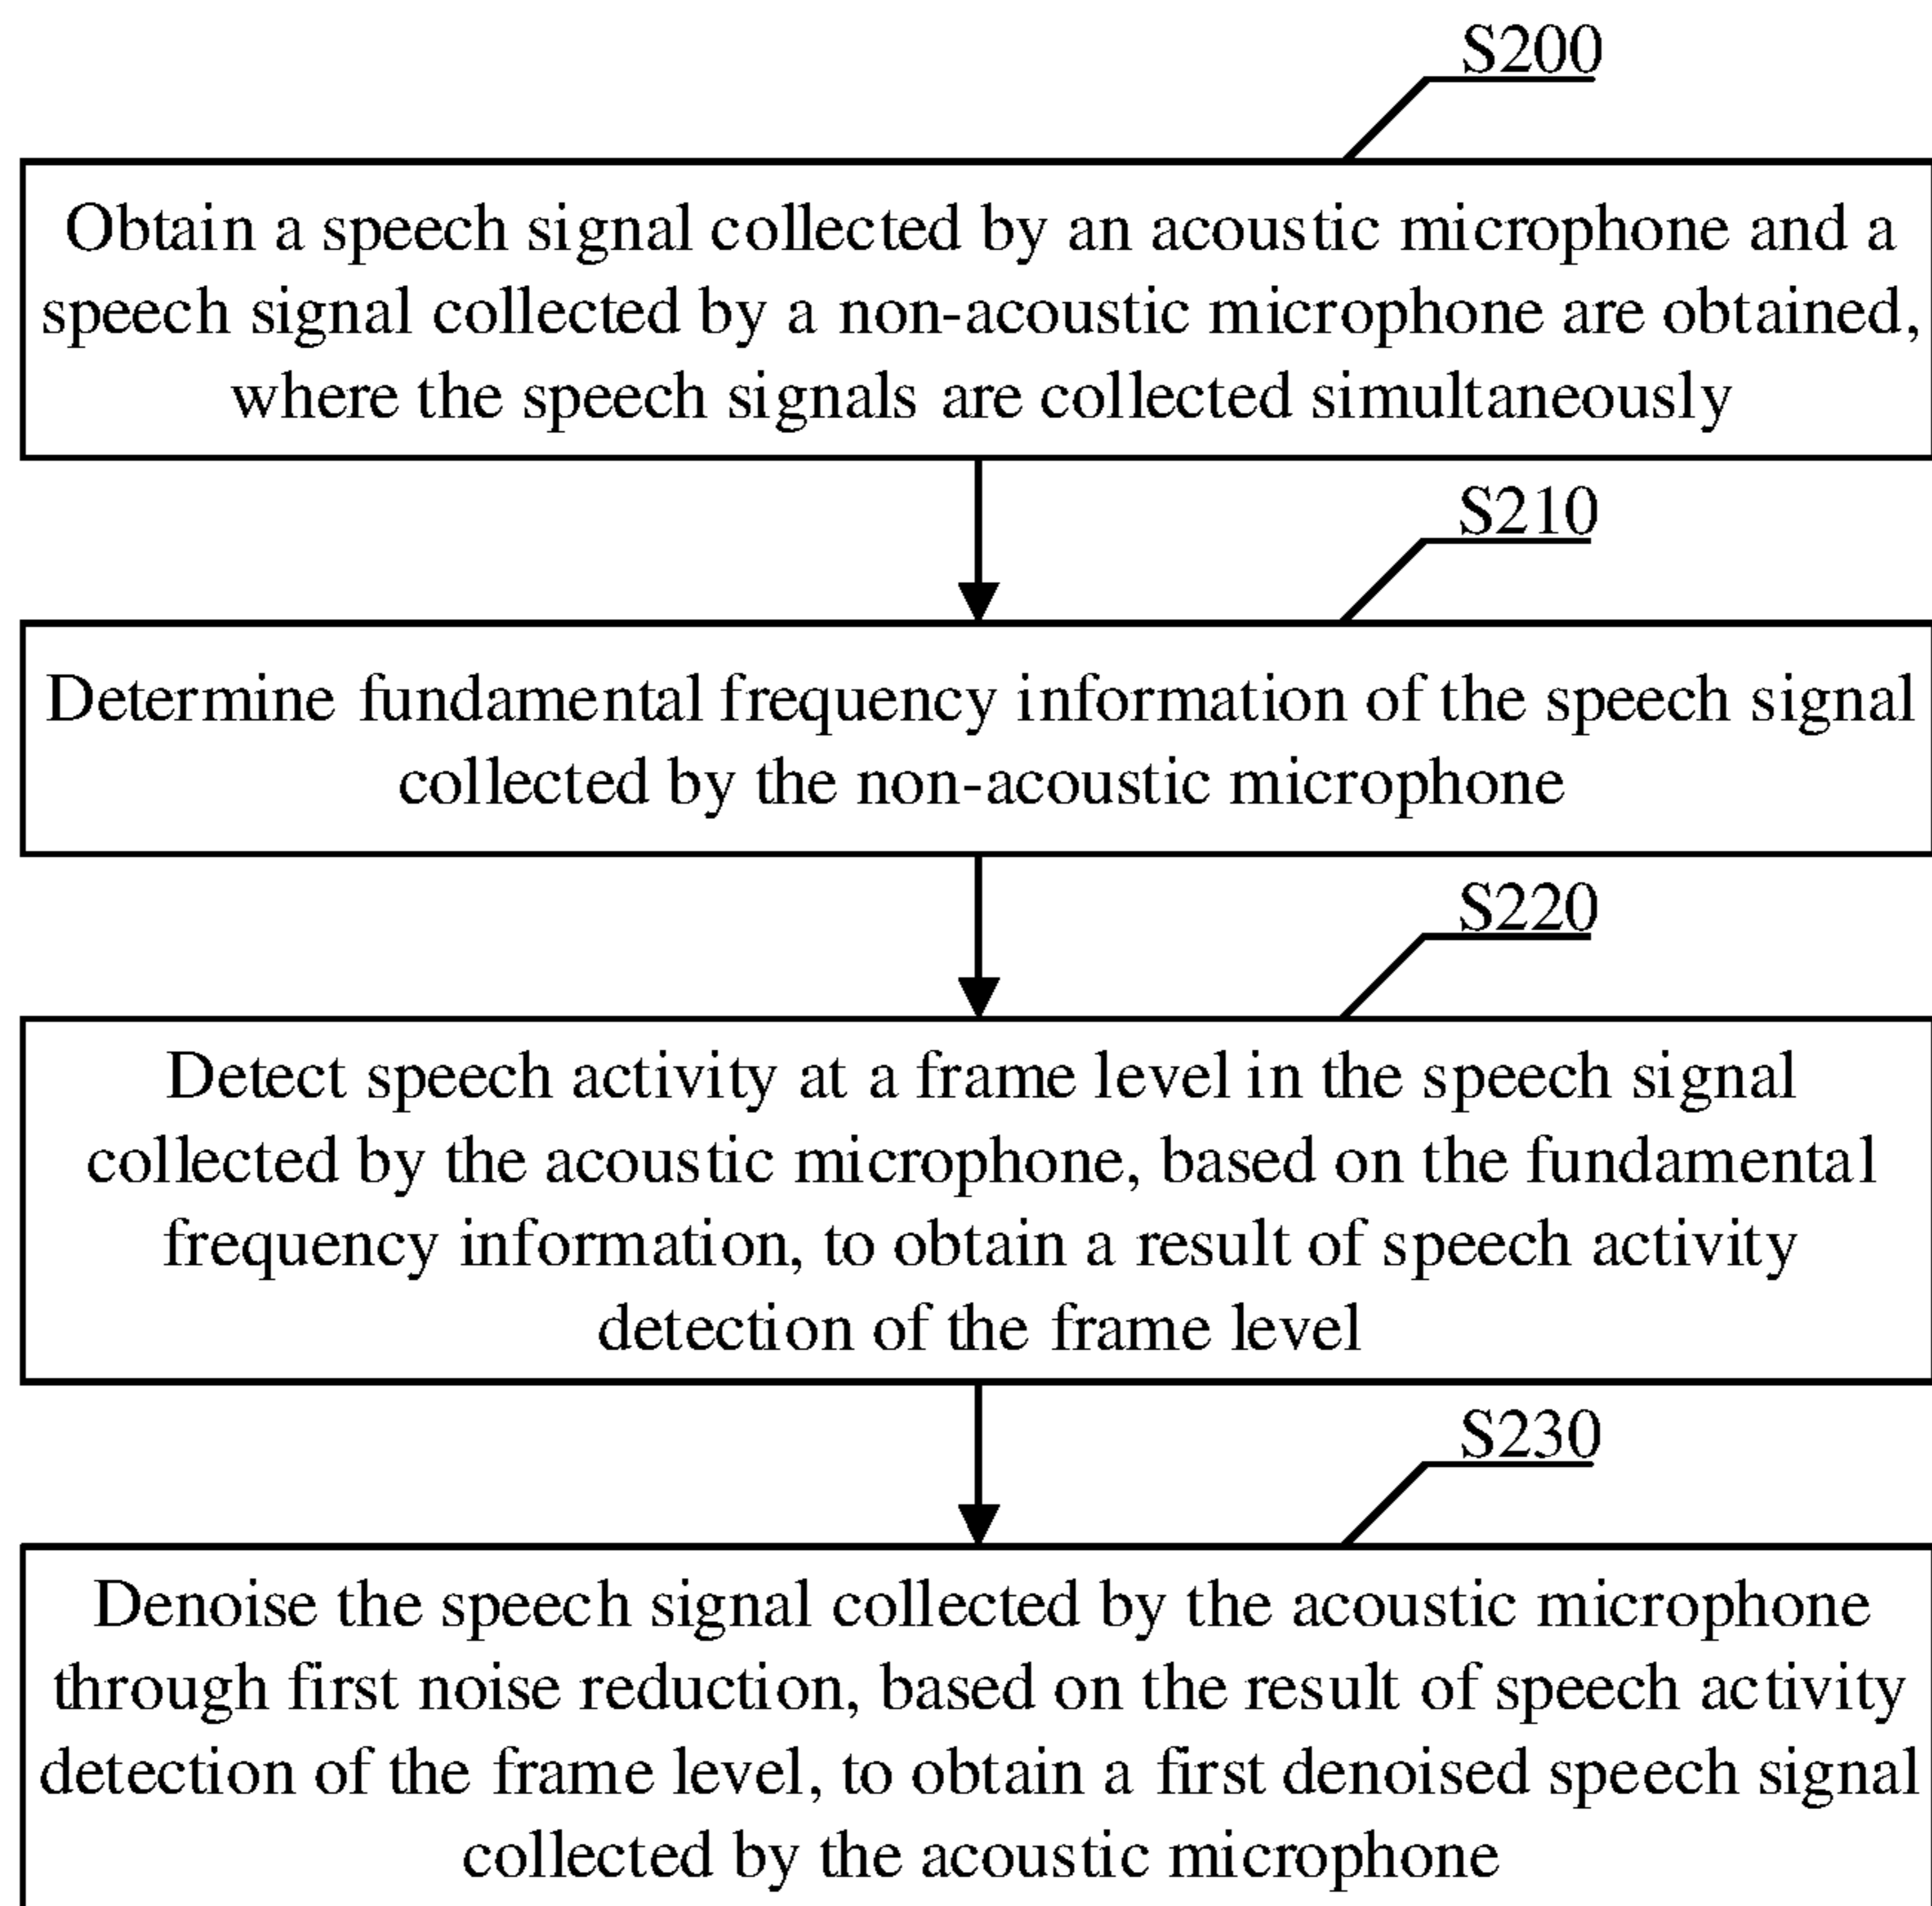 S200
Obtain a speech signal collected by an acoustic microphone and a
speech signal collected by a non-acoustic microphone are obtained,
where the speech signals are collected simultaneously
S210
Determine fundamental frequency information of the speech signal
collected by the non-acoustic microphone
S220
Detect speech activity at a frame level in the speech signal
collected by the acoustic microphone, based on the fundamental
frequency information, to obtain a result of speech activity
detection of the frame level
S230
Denoise the speech signal collected by the acoustic microphone
through first noise reduction, based on the result of speech activity
detection of the frame level, to obtain a first denoised speech signal
collected by the acoustic microphone